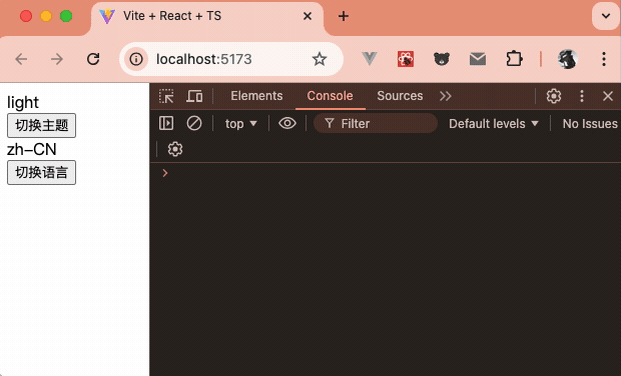 Vite + React + TS
localhost:5173
Elements Console Sources
top Filter Default levels No Issues
light
切换主题
zh-CN
切换语言